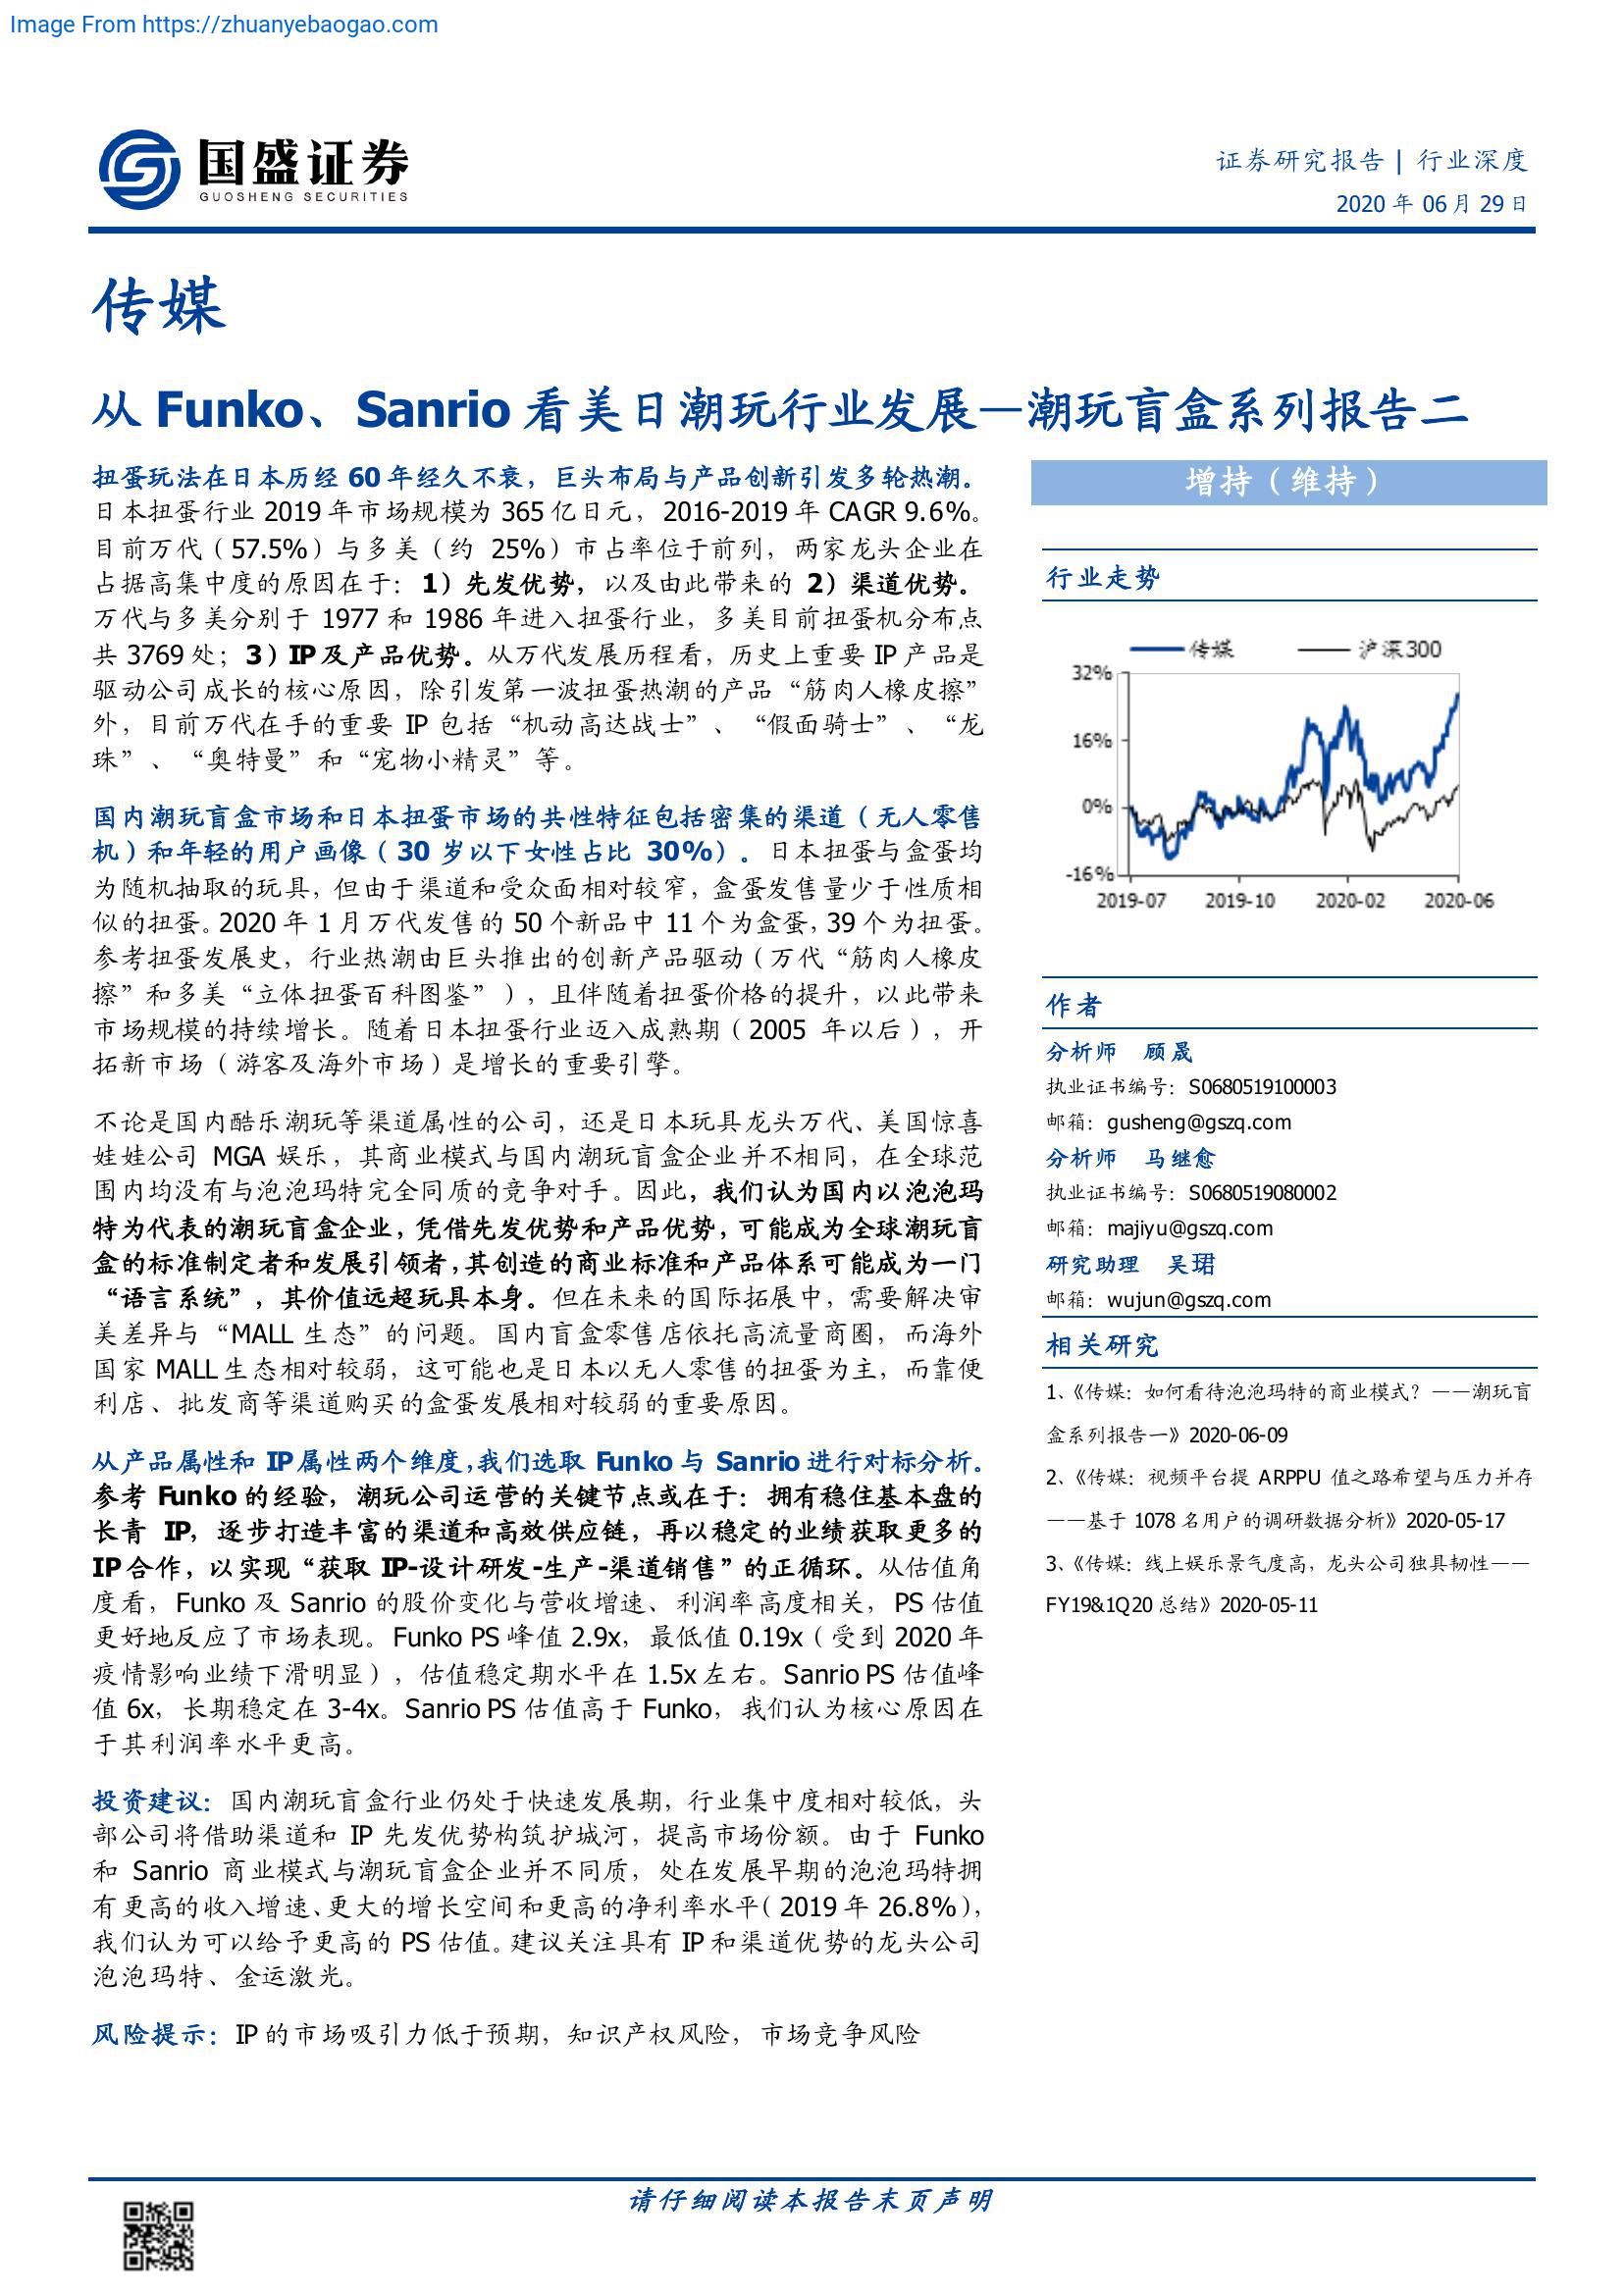 Image From https://zhuanyebaogao.com
国盛证券
GUOSHENG SECURITIES
证券研究报告 | 行业深度
2020 年 06 月 29 日
传媒
从 Funko、Sanrio 看美日潮玩行业发展—潮玩盲盒系列报告二
扭蛋玩法在日本历经 60 年经久不衰，巨头布局与产品创新引发多轮热潮。
日本扭蛋行业 2019 年市场规模为 365 亿日元，2016-2019 年 CAGR 9.6%。
目前万代（57.5%）与多美（约 25%）市占率位于前列，两家龙头企业在
占据高集中度的原因在于：1）先发优势，以及由此带来的 2）渠道优势。
万代与多美分别于 1977 和 1986 年进入扭蛋行业，多美目前扭蛋机分布点
共 3769 处；3）IP 及产品优势。从万代发展历程看，历史上重要 IP 产品是
驱动公司成长的核心原因，除引发第一波扭蛋热潮的产品“筋肉人橡皮擦”
外，目前万代在手的重要 IP 包括“机动高达战士”、“假面骑士”、“龙
珠”、“奥特曼”和“宠物小精灵”等。
国内潮玩盲盒市场和日本扭蛋市场的共性特征包括密集的渠道（无人零售
机）和年轻的用户画像（30 岁以下女性占比 30%）。日本扭蛋与盒蛋均
为随机抽取的玩具，但由于渠道和受众面相对较窄，盒蛋发售量少于性质相
似的扭蛋。2020 年 1 月万代发售的 50 个新品中 11 个为盒蛋，39 个为扭蛋。
参考扭蛋发展史，行业热潮由巨头推出的创新产品驱动（万代“筋肉人橡皮
擦”和多美“立体扭蛋百科图鉴”），且伴随着扭蛋价格的提升，以此带来
市场规模的持续增长。随着日本扭蛋行业迈入成熟期（2005 年以后），开
拓新市场（游客及海外市场）是增长的重要引擎。
不论是国内酷乐潮玩等渠道属性的公司，还是日本玩具龙头万代、美国惊喜
娃娃公司 MGA 娱乐，其商业模式与国内潮玩盲盒企业并不相同，在全球范
围内均没有与泡泡玛特完全同质的竞争对手。因此，我们认为国内以泡泡玛
特为代表的潮玩盲盒企业，凭借先发优势和产品优势，可能成为全球潮玩盲
盒的标准制定者和发展引领者，其创造的商业标准和产品体系可能成为一门
“语言系统”，其价值远超玩具本身。但在未来的国际拓展中，需要解决审
美差异与“MALL 生态”的问题。国内盲盒零售店依托高流量商圈，而海外
国家 MALL 生态相对较弱，这可能也是日本以无人零售的扭蛋为主，而靠便
利店、批发商等渠道购买的盒蛋发展相对较弱的重要原因。
从产品属性和 IP 属性两个维度，我们选取 Funko 与 Sanrio 进行对标分析。
参考 Funko 的经验，潮玩公司运营的关键节点或在于：拥有稳住基本盘的
长青 IP，逐步打造丰富的渠道和高效供应链，再以稳定的业绩获取更多的
IP 合作，以实现“获取 IP-设计研发-生产-渠道销售”的正循环。从估值角
度看，Funko 及 Sanrio 的股价变化与营收增速、利润率高度相关，PS 估值
更好地反应了市场表现。Funko PS 峰值 2.9x，最低值 0.19x（受到 2020 年
疫情影响业绩下滑明显），估值稳定期水平在 1.5x 左右。Sanrio PS 估值峰
值 6x，长期稳定在 3-4x。Sanrio PS 估值高于 Funko，我们认为核心原因在
于其利润率水平更高。
投资建议：国内潮玩盲盒行业仍处于快速发展期，行业集中度相对较低，头
部公司将借助渠道和 IP 先发优势构筑护城河，提高市场份额。由于 Funko
和 Sanrio 商业模式与潮玩盲盒企业并不同质，处在发展早期的泡泡玛特拥
有更高的收入增速、更大的增长空间和更高的净利率水平（2019 年 26.8%），
我们认为可以给予更高的 PS 估值。建议关注具有 IP 和渠道优势的龙头公司
泡泡玛特、金运激光。
风险提示：IP 的市场吸引力低于预期，知识产权风险，市场竞争风险
增持（维持）
行业走势
传媒 沪深300
32%
16%
0%
-16%
2019-07 2019-10 2020-02 2020-06
作者
分析师 顾晟
执业证书编号：S0680519100003
邮箱：gusheng@gszq.com
分析师 马继愈
执业证书编号：S0680519080002
邮箱：majiyu@gszq.com
研究助理 吴珺
邮箱：wujun@gszq.com
相关研究
1、《传媒：如何看待泡泡玛特的商业模式？——潮玩盲
盒系列报告一》2020-06-09
2、《传媒：视频平台提 ARPPU 值之路希望与压力并存
——基于 1078 名用户的调研数据分析》2020-05-17
3、《传媒：线上娱乐景气度高，龙头公司独具韧性——
FY19&1Q20 总结》2020-05-11
请仔细阅读本报告末页声明